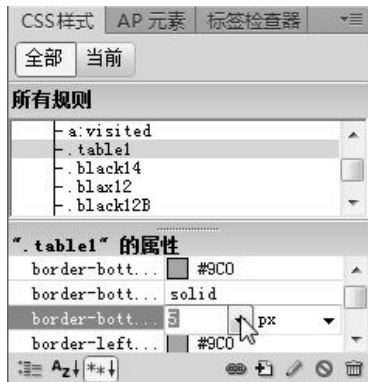 CSS样式 AP 元素 标签检查器
全部 当前
所有规则
a:visited
.table1
.black14
.blax12
.black12B
".table1" 的属性
border-bott... #9C0
border-bott... solid
border-bott... 5 px
border-left... #9C0
Az↓ **↓